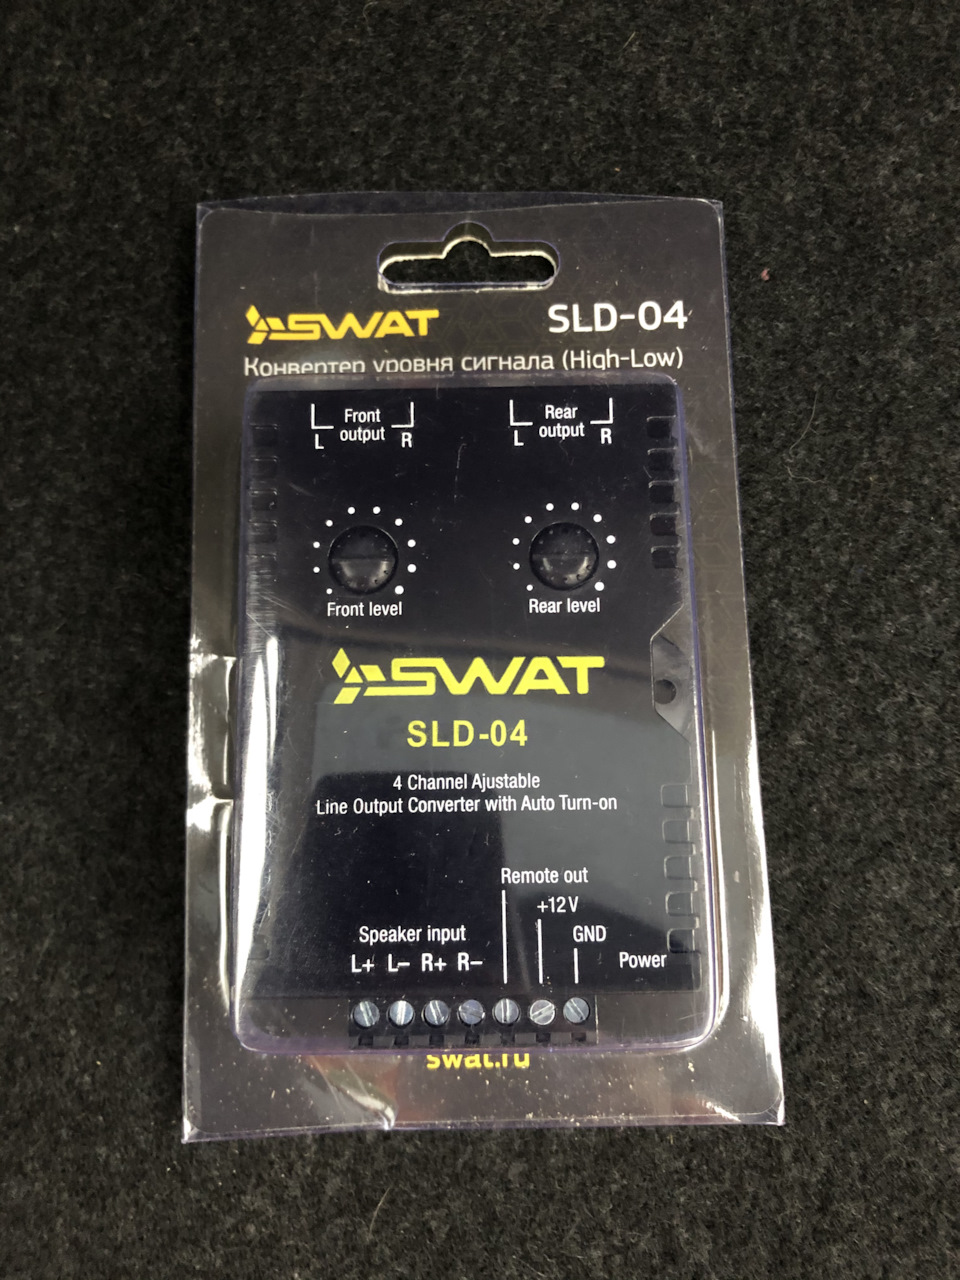 SWAT
SLD-04
Конвертер уровня сигнала (High-Low)
Front output
L R
Rear output
L R
Front level
Rear level
SWAT
SLD-04
4 Channel Ajustable
Line Output Converter with Auto Turn-on
Remote out
+12V
Speaker input
GND
L+ L- R+ R-
Power
swat.ru